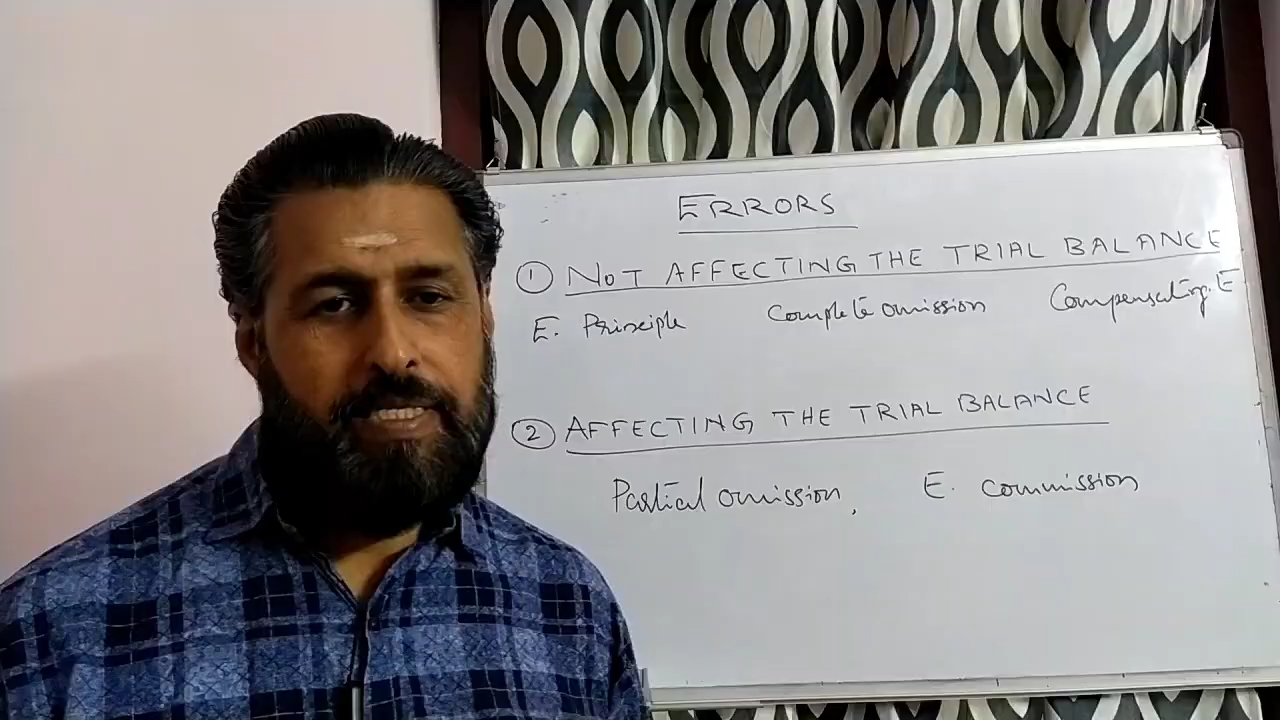 ERRORS
① NOT AFFECTING THE TRIAL BALANCE
E. Principle Complete omission Compensating. E
② AFFECTING THE TRIAL BALANCE
Partial omission, E. commission